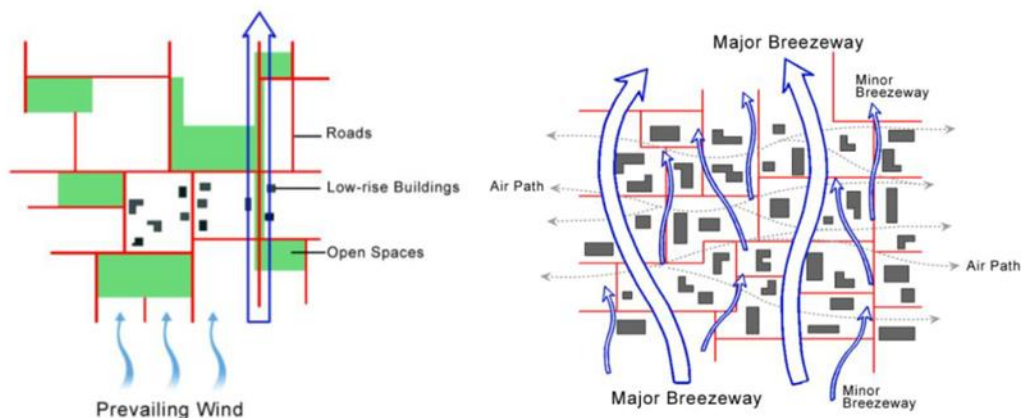 Roads
Low-rise Buildings
Open Spaces
Prevailing Wind
Major Breezeway
Minor
Breezeway
Air Path
Air Path
Major Breezeway
Minor
Breezeway